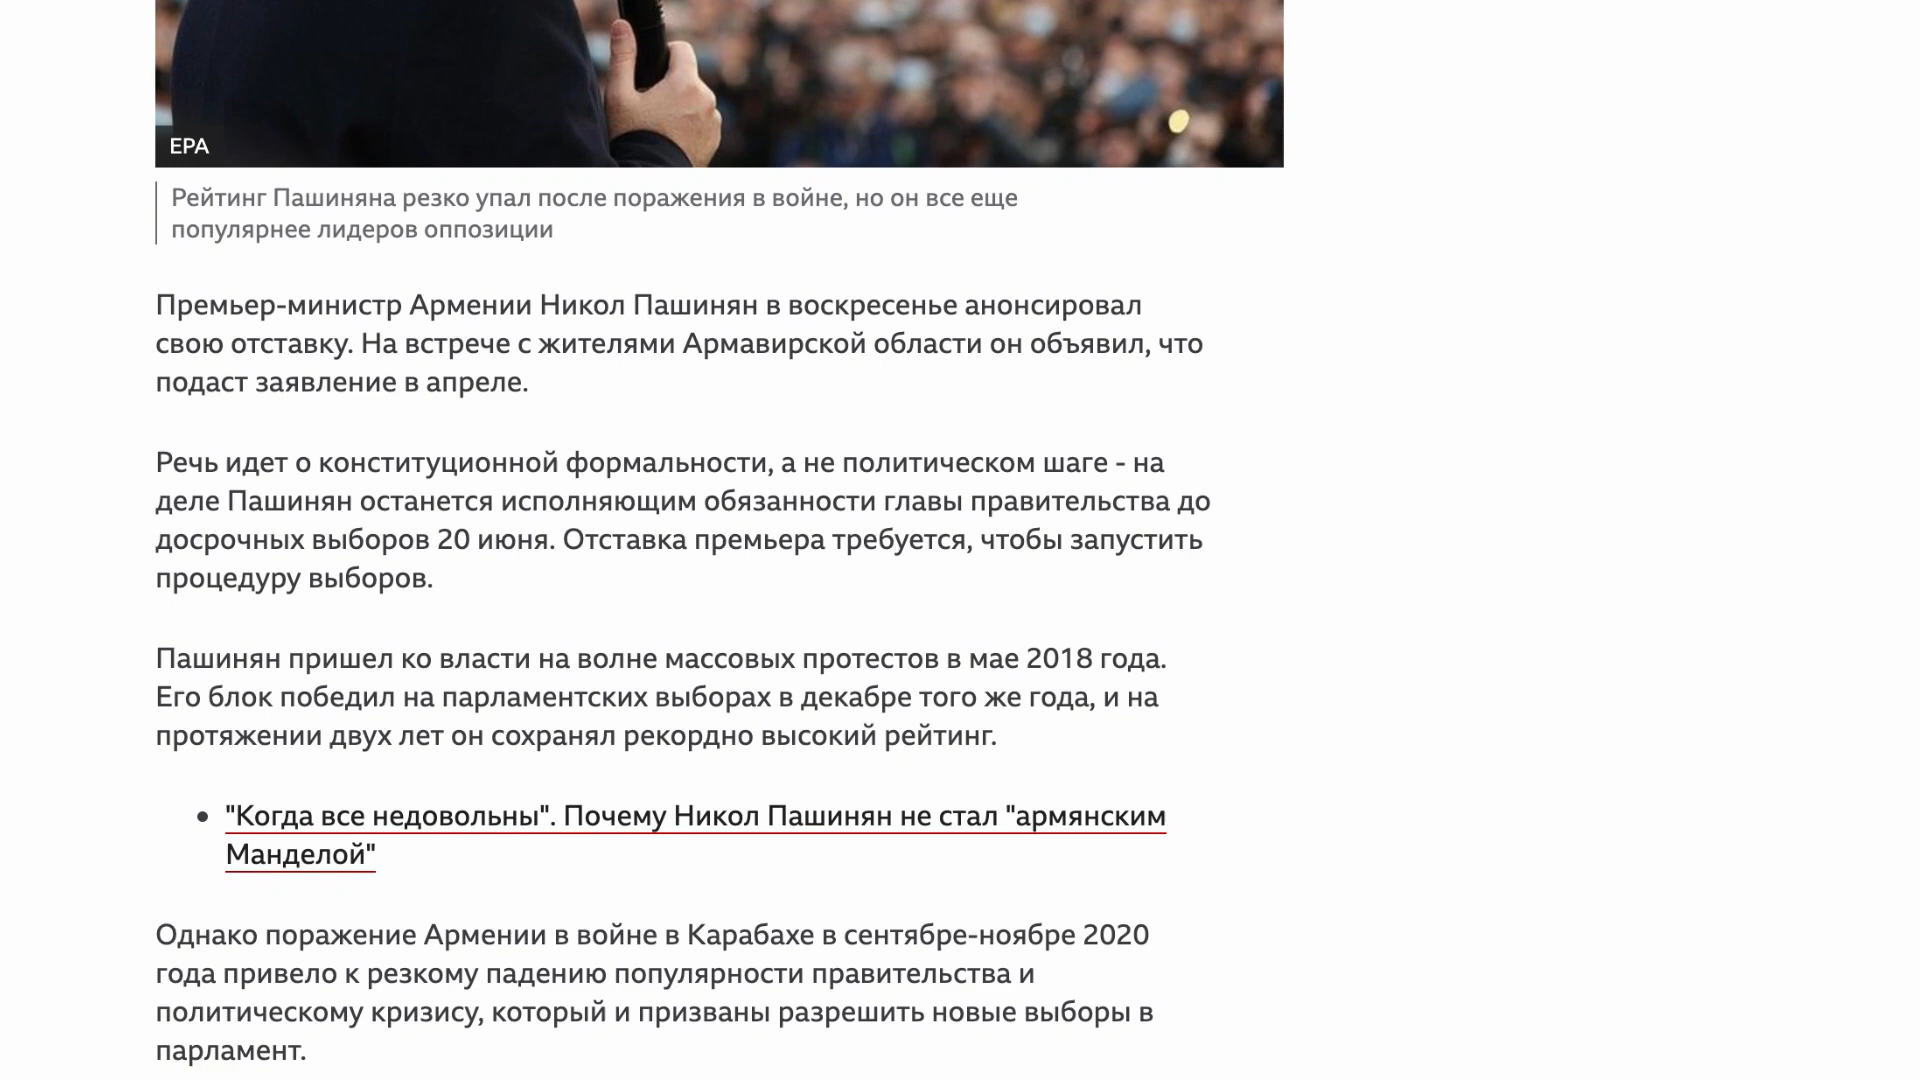 EPA
Рейтинг Пашиняна резко упал после поражения в войне, но он все еще
популярнее лидеров оппозиции
Премьер-министр Армении Никол Пашинян в воскресенье анонсировал
свою отставку. На встрече с жителями Армавирской области он объявил, что
подаст заявление в апреле.
Речь идет о конституционной формальности, а не политическом шаге - на
деле Пашинян останется исполняющим обязанности главы правительства до
досрочных выборов 20 июня. Отставка премьера требуется, чтобы запустить
процедуру выборов.
Пашинян пришел ко власти на волне массовых протестов в мае 2018 года.
Его блок победил на парламентских выборах в декабре того же года, и на
протяжении двух лет он сохранял рекордно высокий рейтинг.
• "Когда все недовольны". Почему Никол Пашинян не стал "армянским
Манделой"
Однако поражение Армении в войне в Карабахе в сентябре-ноябре 2020
года привело к резкому падению популярности правительства и
политическому кризису, который и призваны разрешить новые выборы в
парламент.